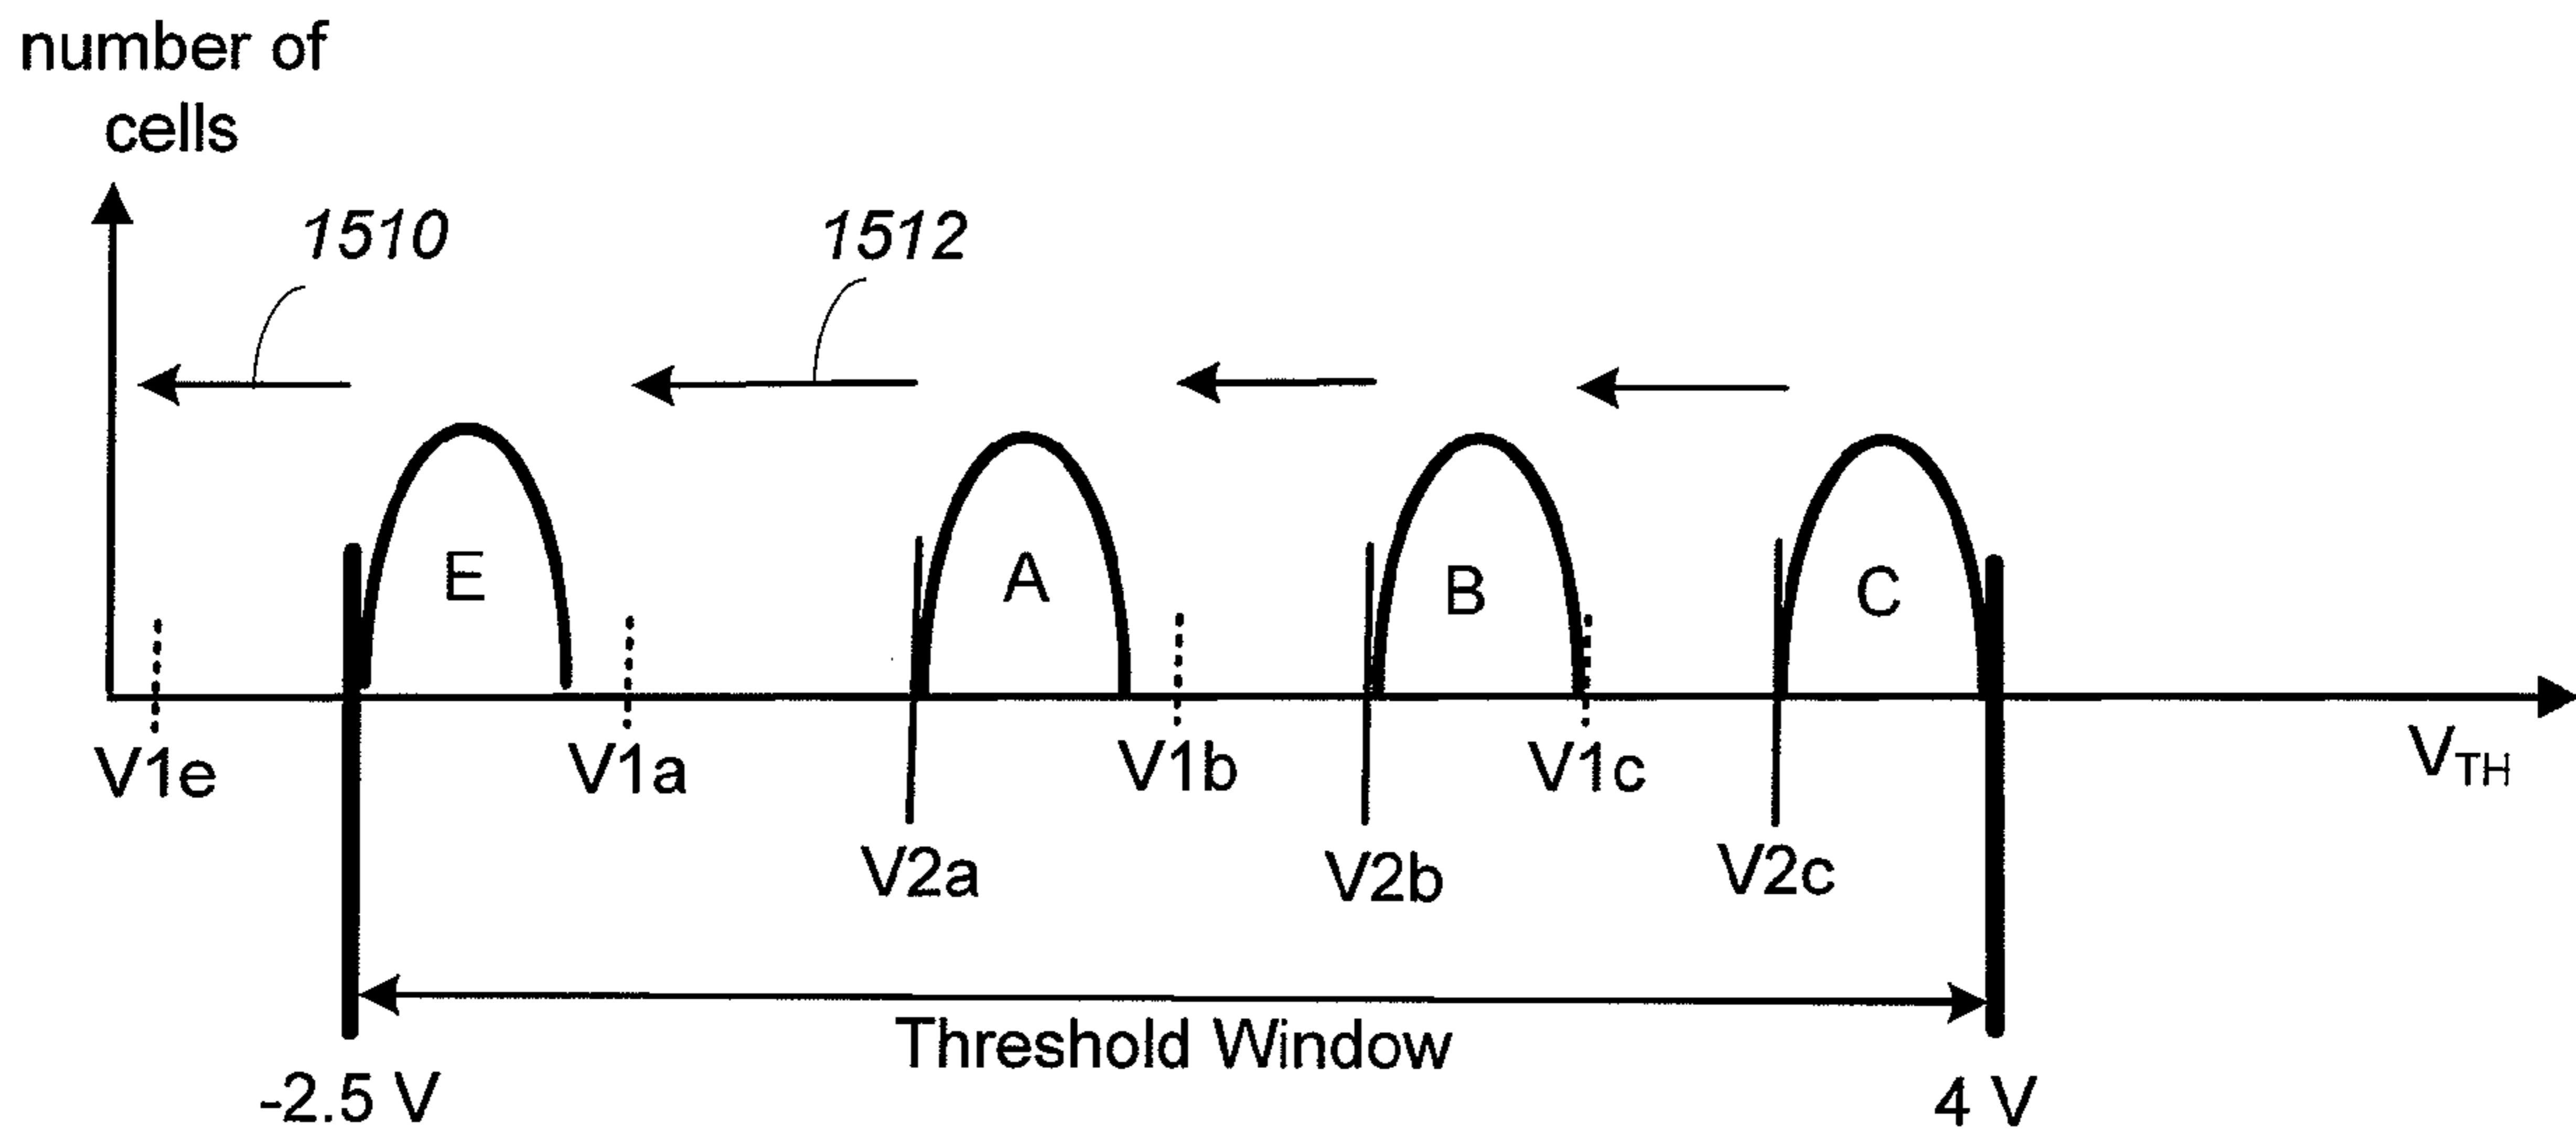 number of
cells
1510
1512
E
A
B
C
V1e
V1a
V1b
V1c
VTH
V2a
V2b
V2c
Threshold Window
-2.5 V
4 V